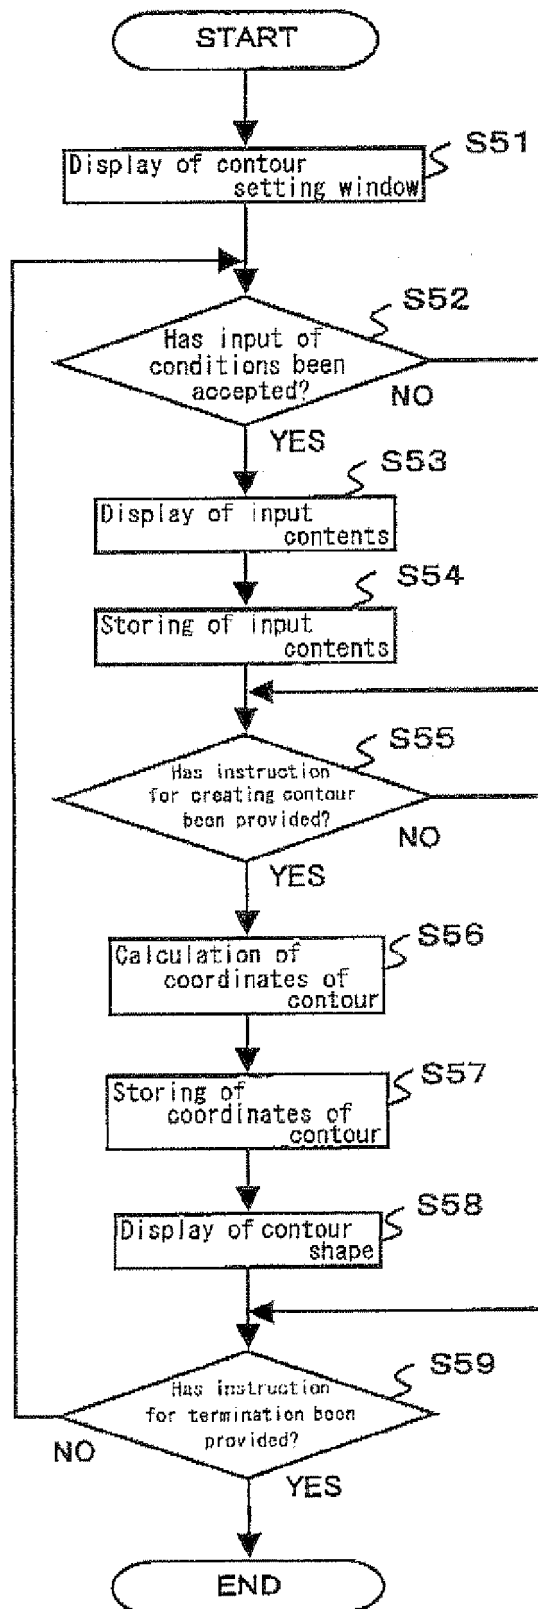 START
S51
Display of contour
setting window
S52
Has input of
conditions been
accepted?
NO
YES
S53
Display of input
contents
S54
Storing of input
contents
S55
Has instruction
for creating contour
been provided?
NO
YES
S56
Calculation of
coordinates of
contour
S57
Storing of
coordinates of
contour
S58
Display of contour
shape
S59
Has instruction
for termination been
provided?
NO
YES
END